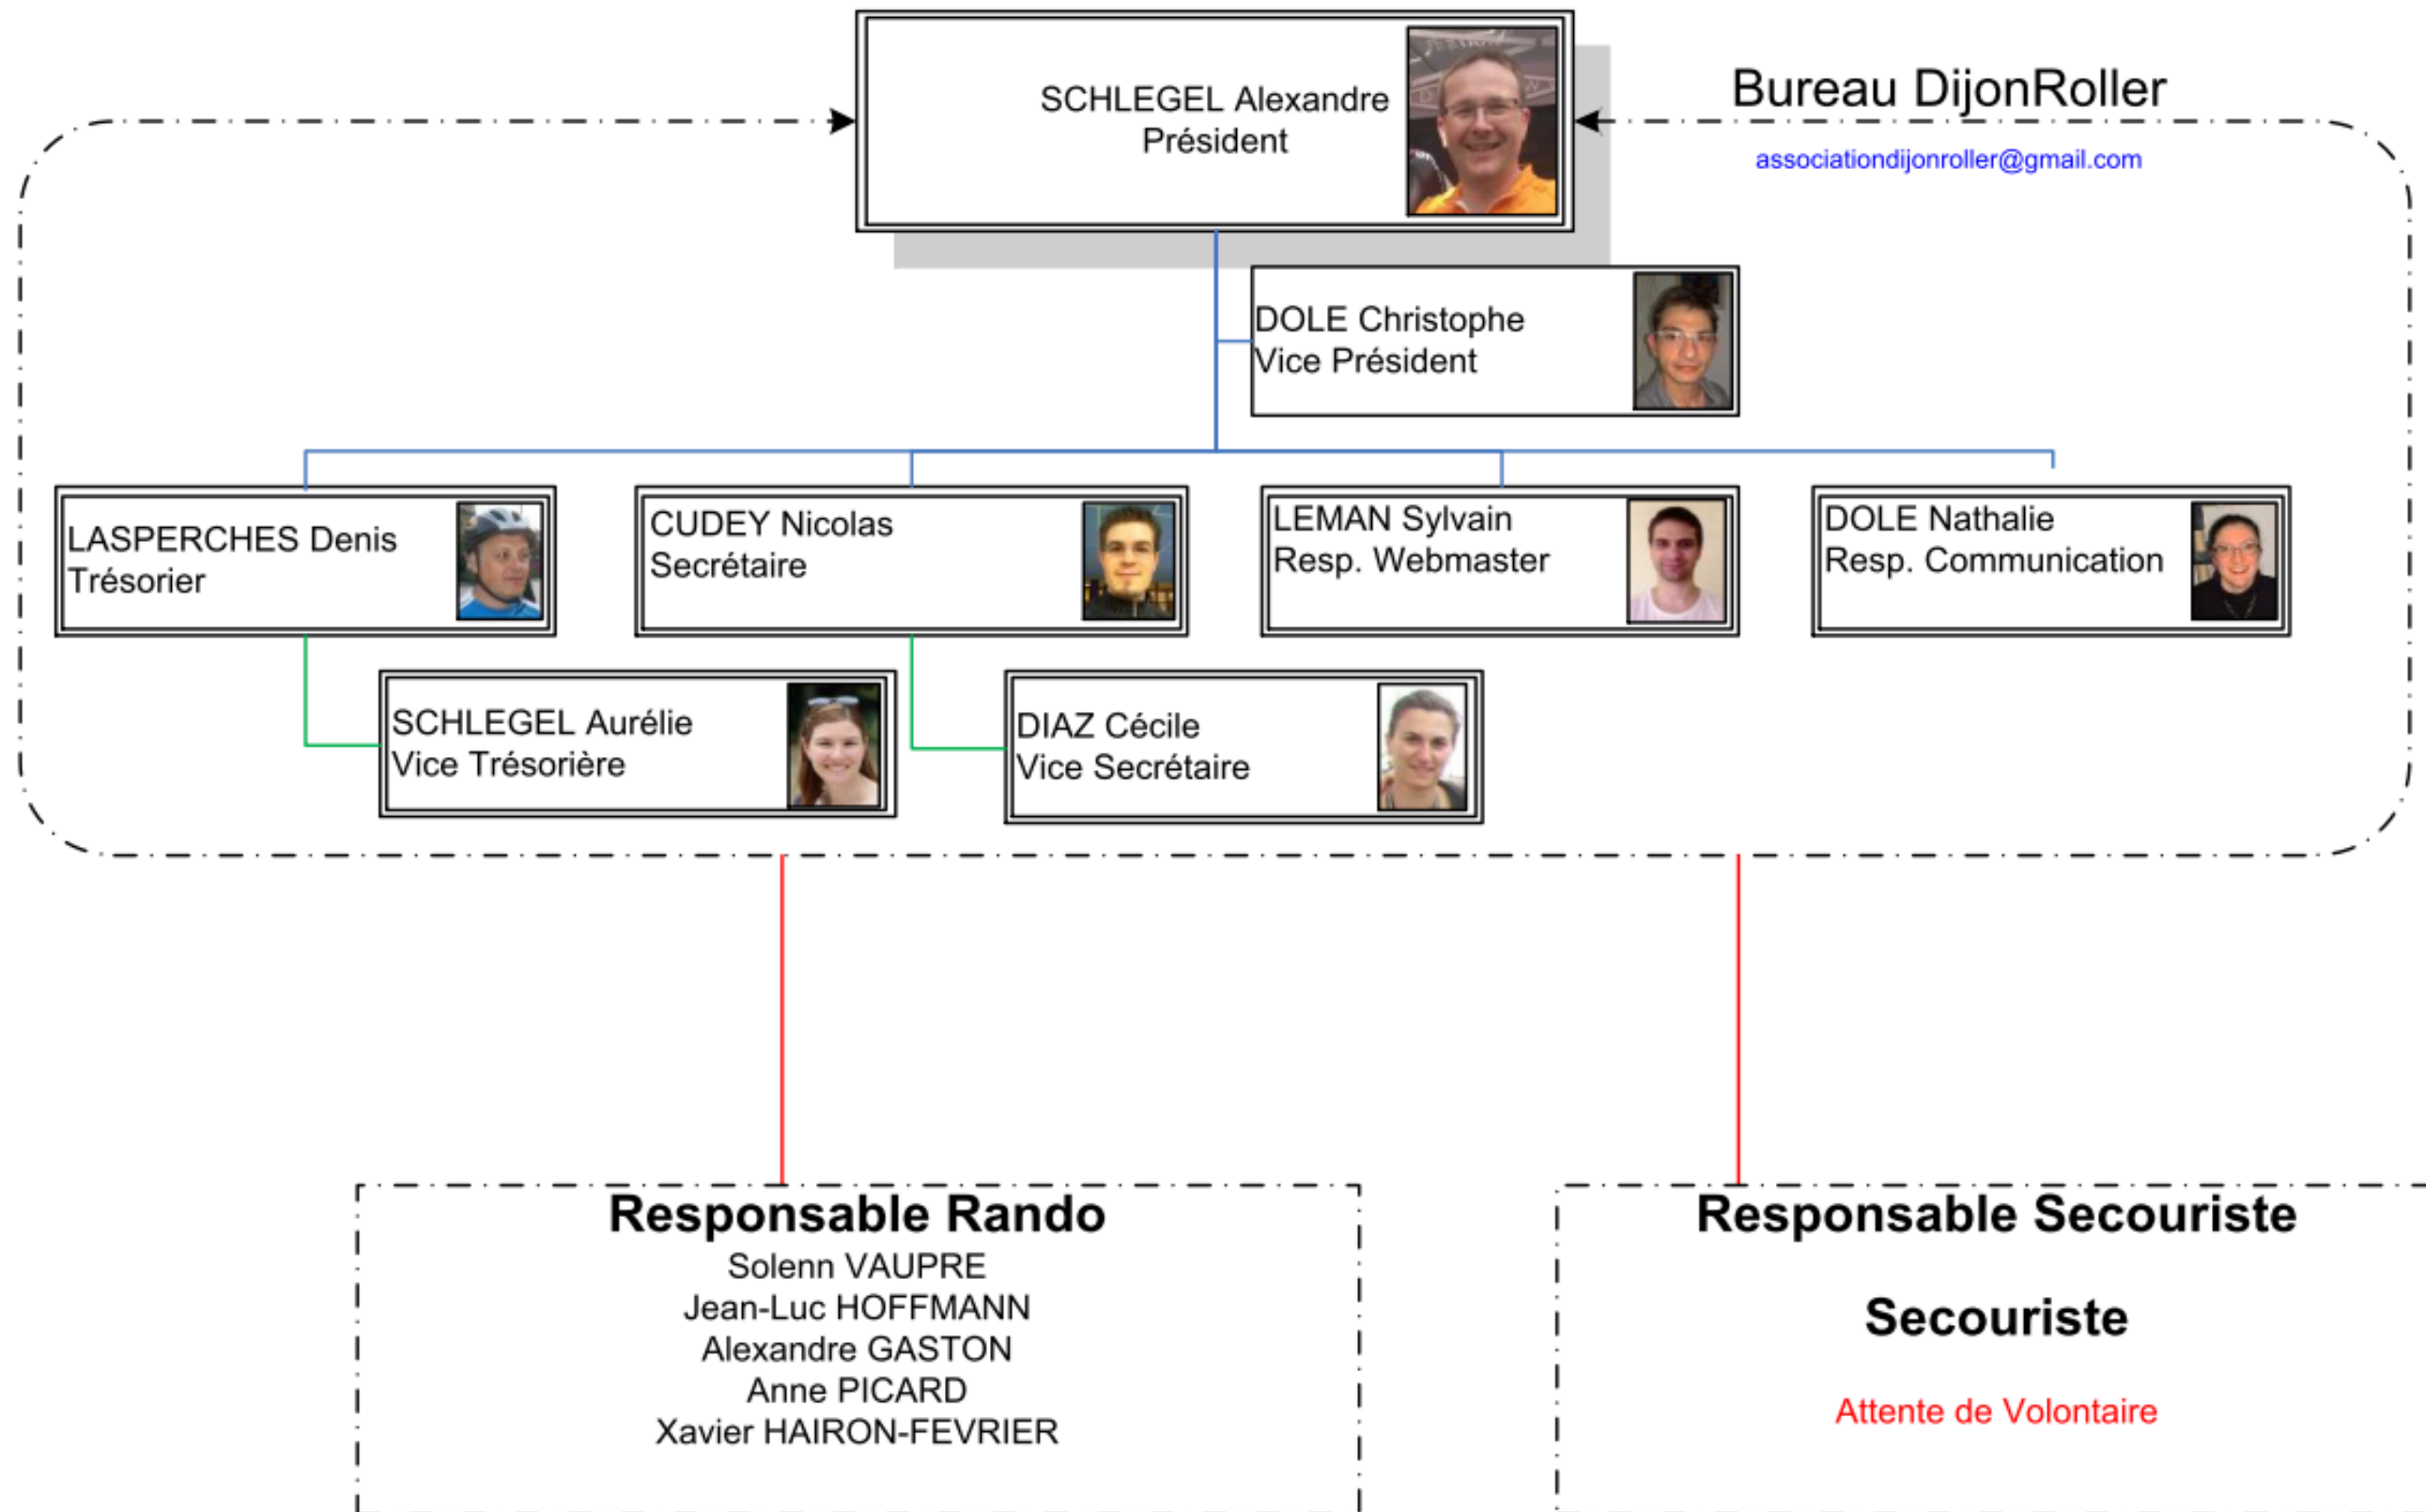 SCHLEGEL Alexandre
Président
Bureau DijonRoller
associationdijonroller@gmail.com
DOLE Christophe
Vice Président
LASPERCHES Denis
Trésorier
CUDEY Nicolas
Secrétaire
LEMAN Sylvain
Resp. Webmaster
DOLE Nathalie
Resp. Communication
SCHLEGEL Aurélie
Vice Trésorière
DIAZ Cécile
Vice Secrétaire
Responsable Rando
Solenn VAUPRE
Jean-Luc HOFFMANN
Alexandre GASTON
Anne PICARD
Xavier HAIRON-FEVRIER
Responsable Secouriste
Secouriste
Attente de Volontaire